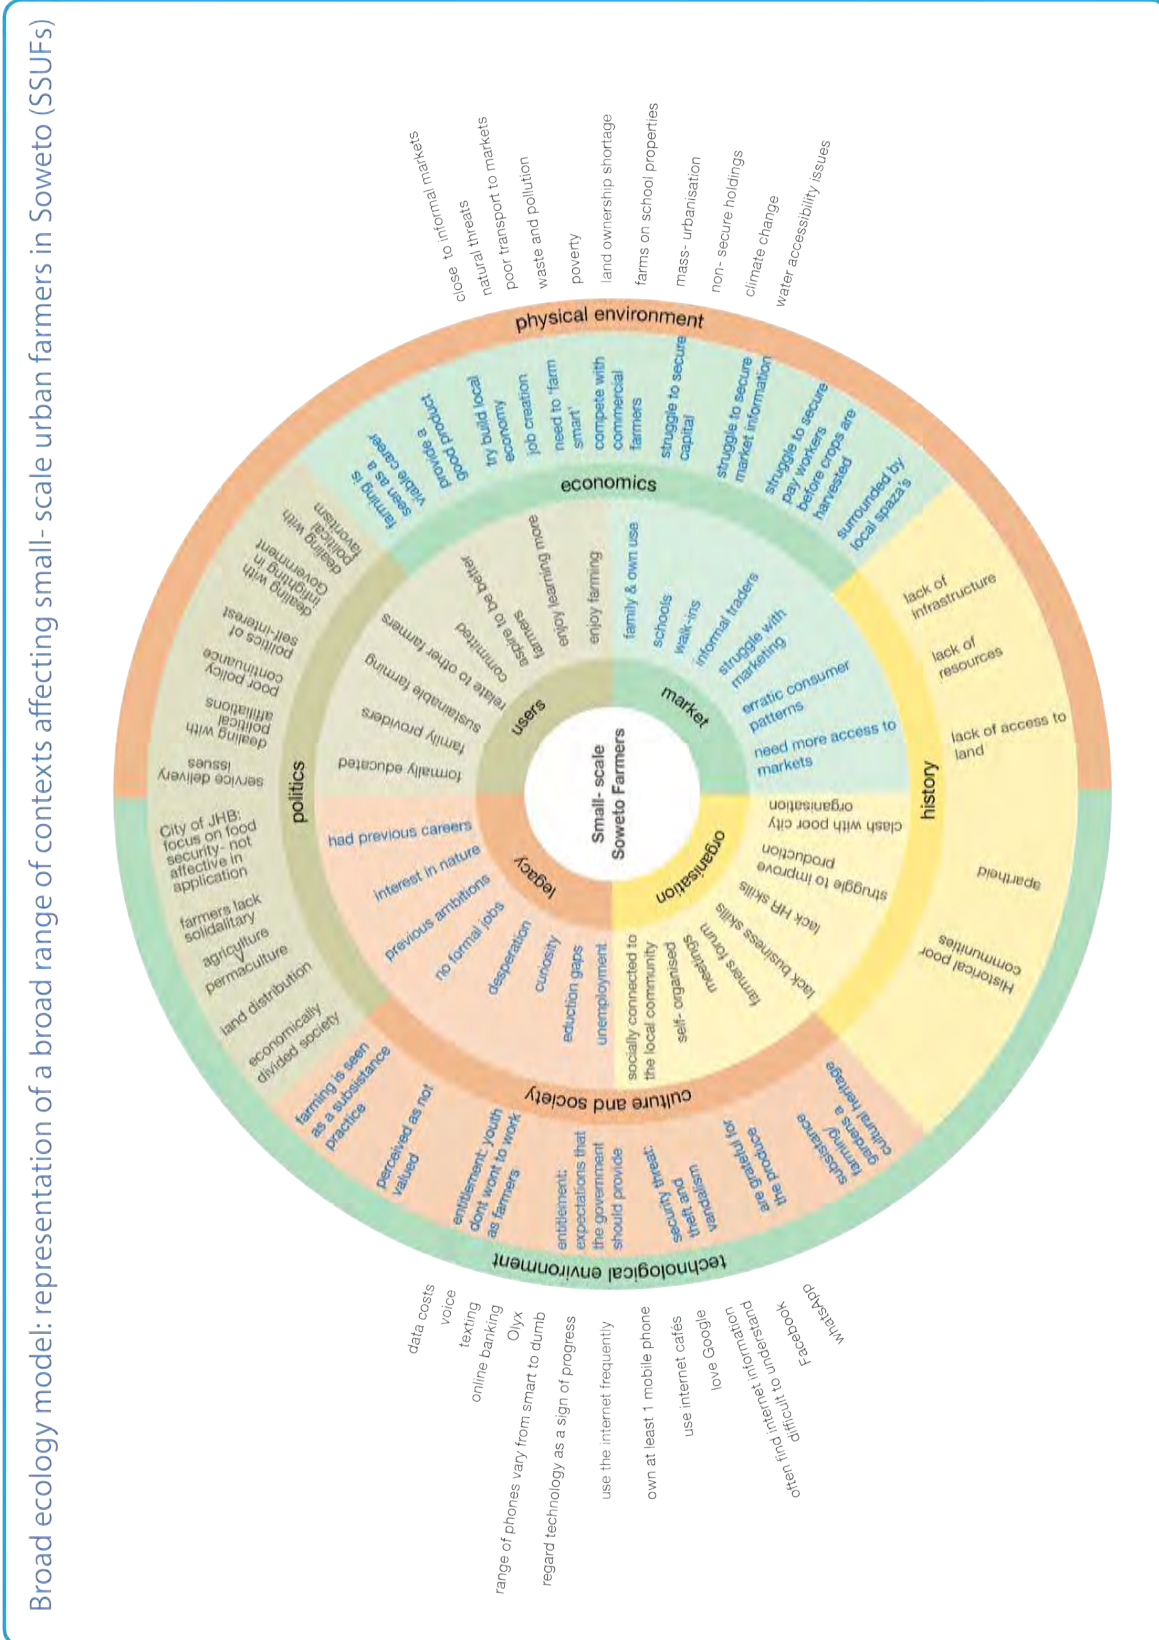 Broad ecology model: representation of a broad range of contexts affecting small- scale urban farmers in Soweto (SSUFs)
Small- scale
Soweto Farmers
users
formally educated
family providers
sustainable farming
relate to other farmers
committed
aspire to be better
farmers
enjoy learning more
enjoy farming
market
family & own use
schools
walk-ins
informal traders
struggle with
marketing
erratic consumer
patterns
need more access to
markets
organisation
clash with poor city
organisation
struggle to improve
production
lack HR skills
lack business skills
farmers forum
meetings
self- organised
socially connected to
the local community
legacy
had previous careers
interest in nature
previous ambitions
no formal jobs
desperation
curiosity
eduction gaps
unemployment
politics
economically
divided society
land distribution
agriculture
V
permaculture
farmers lack
solidalitary
City of JHB:
focus on food
security- not
affective in
application
service delivery
issues
dealing with
political
affiliations
poor policy
continuance
politics of
self-interest
dealing with
infighting in
Government
dealing with
political
favoritism
economics
farming is
seen as a
viable career
provide a
good product
try build local
economy
job creation
need to 'farm
smart'
compete with
commercial
farmers
struggle to secure
capital
struggle to secure
market information
struggle to secure
pay workers
before crops are
harvested
surrounded by
local spaza's
history
lack of
infrastructure
lack of
resources
lack of access to
land
apartheid
Historical poor
communities
culture and society
subsistance
farming/
gardens a
cultural heritage
are grateful for
the produce
security threat:
theft and
vandalism
entitlement:
expectations that
the government
should provide
entitlement: youth
dont wont to work
as farmers
perceived as not
valued
farming is seen
as a subsistance
practice
physical environment
close to informal markets
natural threats
poor transport to markets
waste and pollution
poverty
land ownership shortage
farms on school properties
mass- urbanisation
non- secure holdings
climate change
water accessibility issues
technological environment
data costs
voice
texting
online banking
Olyx
range of phones vary from smart to dumb
regard technology as a sign of progress
use the internet frequently
own at least 1 mobile phone
use internet cafés
love Google
often find internet information
difficult to understand
Facebook
whatsApp